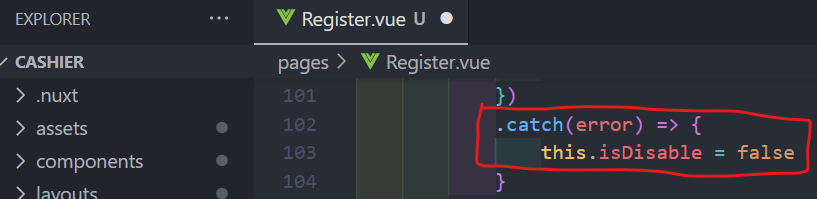 EXPLORER ...
Register.vue U
CASHIER
pages > Register.vue
> .nuxt
> assets
> components
> layouts
101 })
102 .catch(error) => {
103 this.isDisable = false
104 }